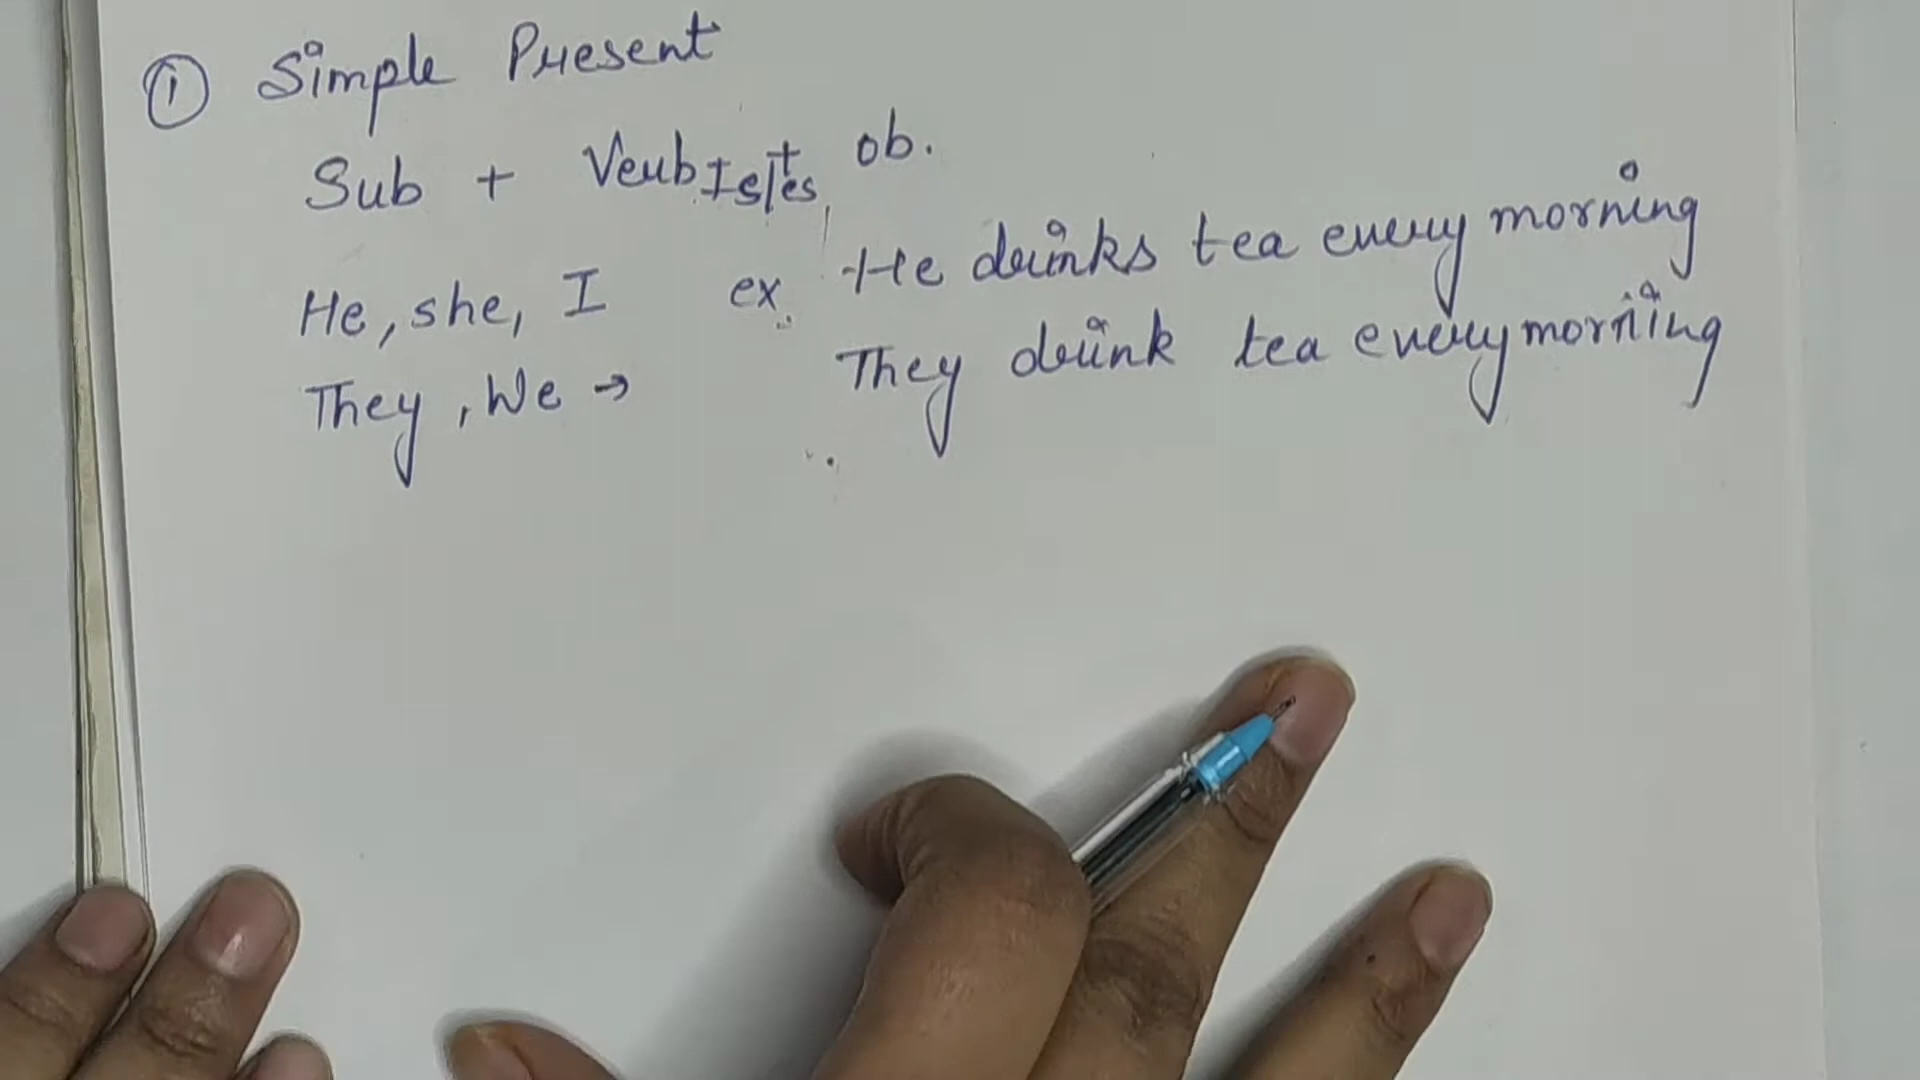 ① Simple Present
Sub + Verb I s/es + ob.
He, she, I ex. He drinks tea every morning
They, We → They drink tea every morning